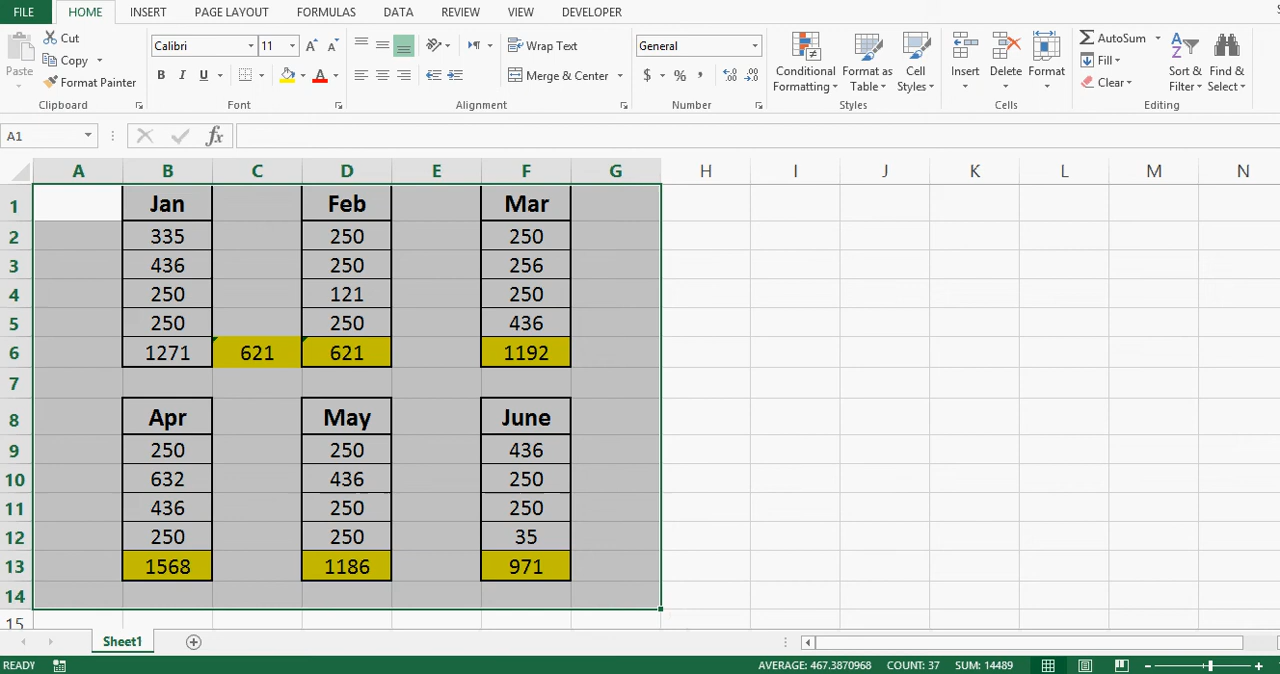 FILE HOME INSERT PAGE LAYOUT FORMULAS DATA REVIEW VIEW DEVELOPER
Paste
Cut
Copy
Format Painter
Clipboard
Calibri 11
B I U
Font
Wrap Text
Merge & Center
Alignment
General
$ % ,
Number
Conditional Formatting
Format as Table
Cell Styles
Styles
Insert
Delete
Format
Cells
AutoSum
Fill
Clear
Sort & Filter
Find & Select
Editing
A1 fx
A B C D E F G H I J K L M N
1 Jan Feb Mar
2 335 250 250
3 436 250 256
4 250 121 250
5 250 250 436
6 1271 621 621 1192
7
8 Apr May June
9 250 250 436
10 632 436 250
11 436 250 250
12 250 250 35
13 1568 1186 971
14
15
Sheet1
READY AVERAGE: 467.3870968 COUNT: 37 SUM: 14489